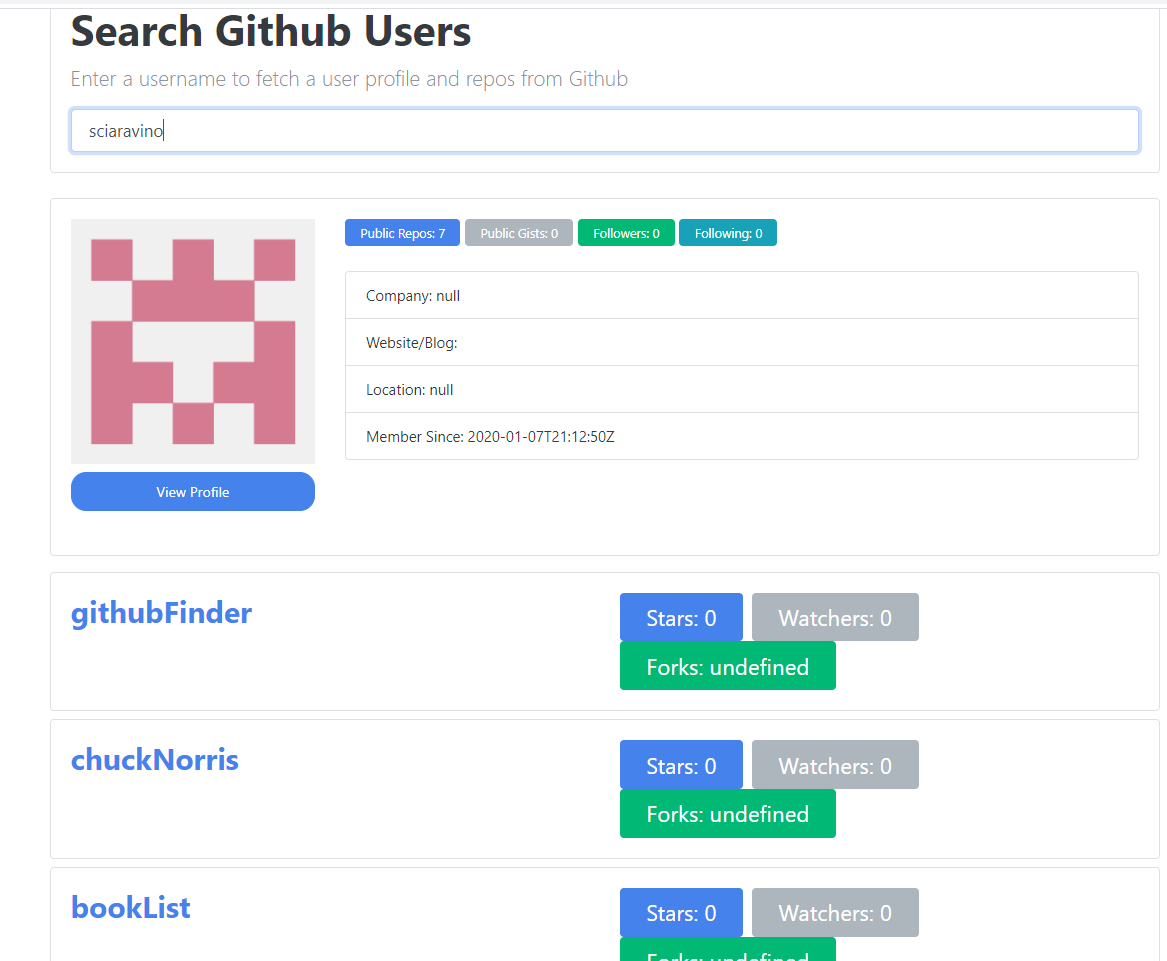 Search Github Users
Enter a username to fetch a user profile and repos from Github
sciaravino
Public Repos: 7 Public Gists: 0 Followers: 0 Following: 0
Company: null
Website/Blog:
Location: null
Member Since: 2020-01-07T21:12:50Z
View Profile
githubFinder Stars: 0 Watchers: 0
Forks: undefined
chuckNorris Stars: 0 Watchers: 0
Forks: undefined
bookList Stars: 0 Watchers: 0
Forks: undefined